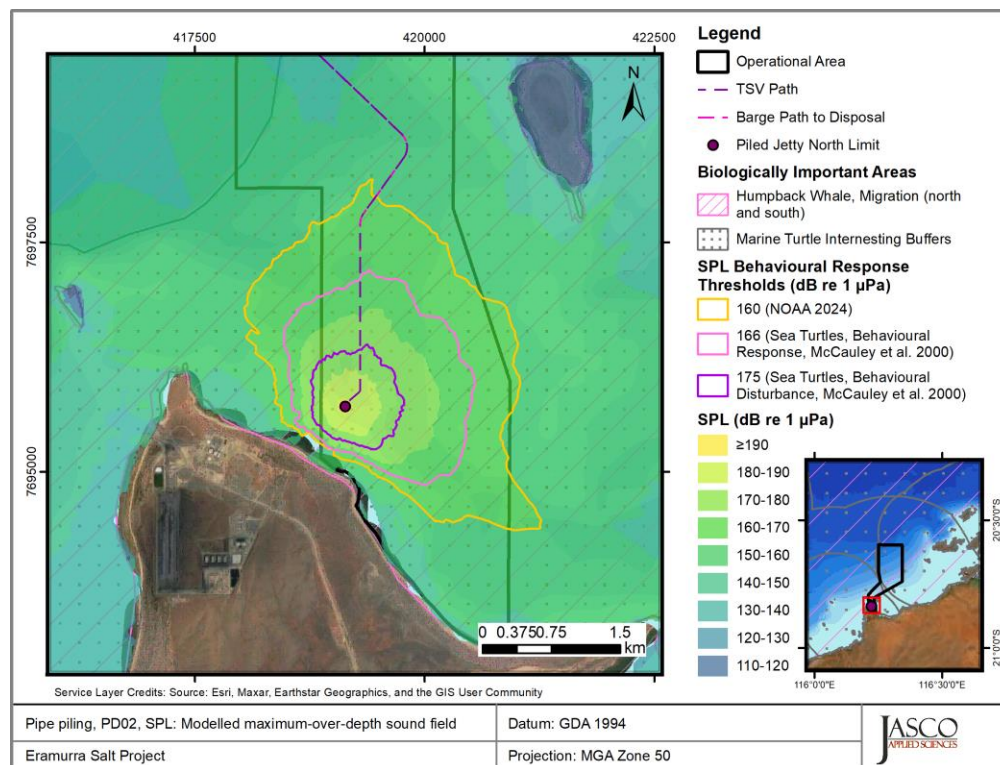 417500
420000
422500
7697500
7695000
N
0 0.375 0.75 1.5
km
Service Layer Credits: Source: Esri, Maxar, Earthstar Geographics, and the GIS User Community
Legend
Operational Area
TSV Path
Barge Path to Disposal
Piled Jetty North Limit
Biologically Important Areas
Humpback Whale, Migration (north
and south)
Marine Turtle Internesting Buffers
SPL Behavioural Response
Thresholds (dB re 1 µPa)
160 (NOAA 2024)
166 (Sea Turtles, Behavioural
Response, McCauley et al. 2000)
175 (Sea Turtles, Behavioural
Disturbance, McCauley et al. 2000)
SPL (dB re 1 µPa)
≥190
180-190
170-180
160-170
150-160
140-150
130-140
120-130
110-120
20°30'S
21°0'S
116°0'E
116°30'E
Pipe piling, PD02, SPL: Modelled maximum-over-depth sound field
Datum: GDA 1994
Eramurra Salt Project
Projection: MGA Zone 50
JASCO
APPLIED SCIENCES